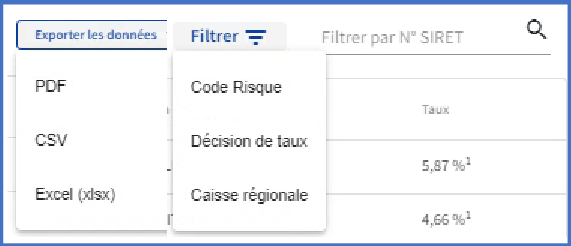 Exporter les données Filtrer Filtrer par N° SIRET
PDF Code Risque Taux
CSV Décision de taux 5,87 %¹
Excel (xlsx) Caisse régionale 4,66 %¹